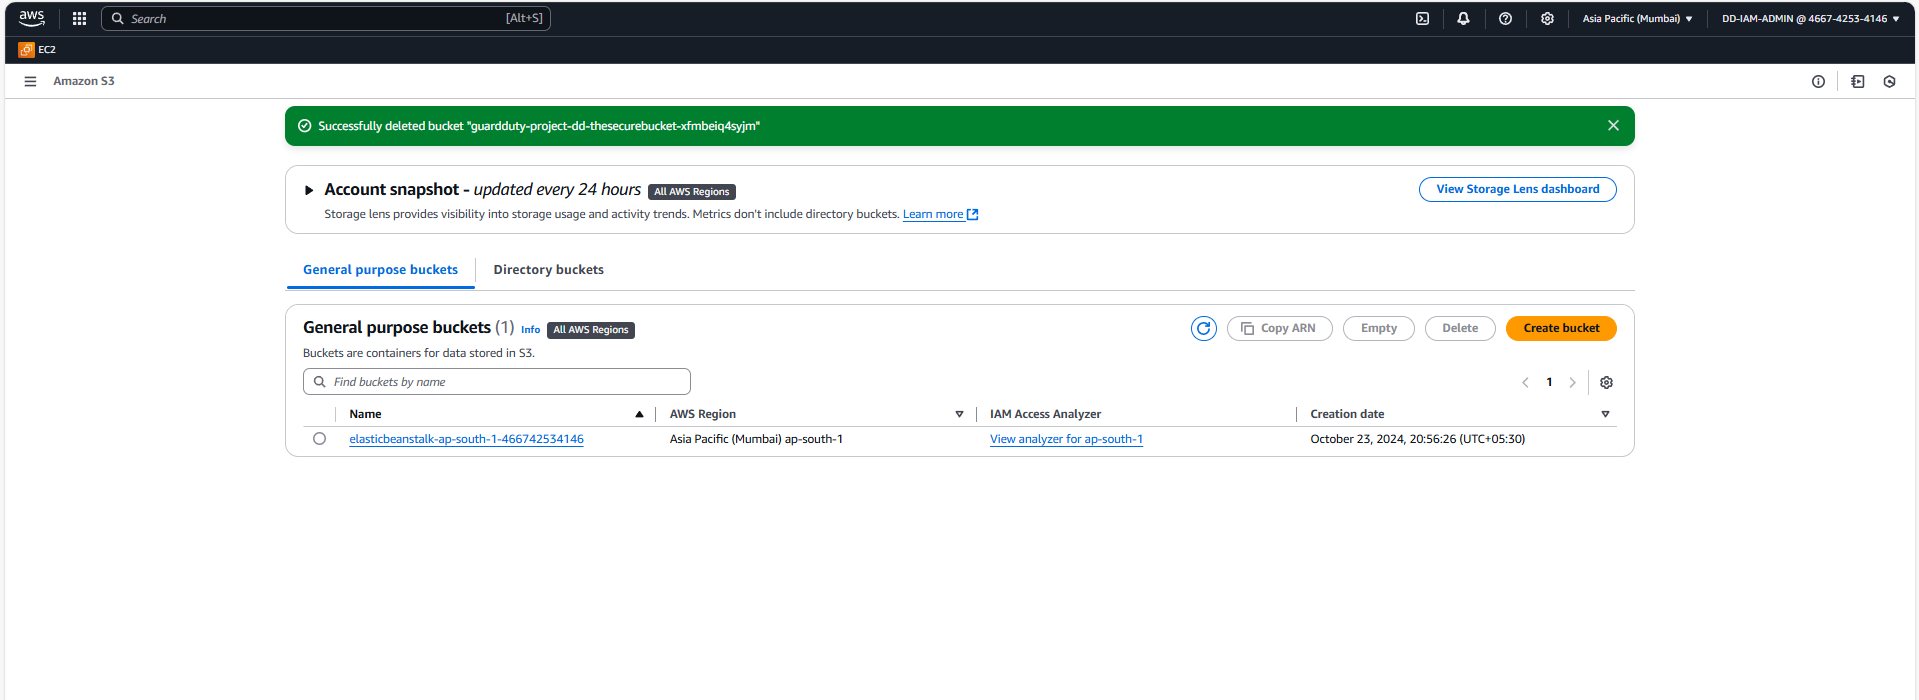 aws
Search [Alt+S]
Asia Pacific (Mumbai) DD-IAM-ADMIN @ 4667-4253-4146
EC2
Amazon S3
Successfully deleted bucket "guardduty-project-dd-thesecurebucket-xfmbeiq4syjm"
Account snapshot - updated every 24 hours All AWS Regions
View Storage Lens dashboard
Storage lens provides visibility into storage usage and activity trends. Metrics don't include directory buckets. Learn more
General purpose buckets Directory buckets
General purpose buckets (1) Info All AWS Regions
Copy ARN Empty Delete Create bucket
Buckets are containers for data stored in S3.
Find buckets by name
1
Name AWS Region IAM Access Analyzer Creation date
elasticbeanstalk-ap-south-1-466742534146 Asia Pacific (Mumbai) ap-south-1 View analyzer for ap-south-1 October 23, 2024, 20:56:26 (UTC+05:30)